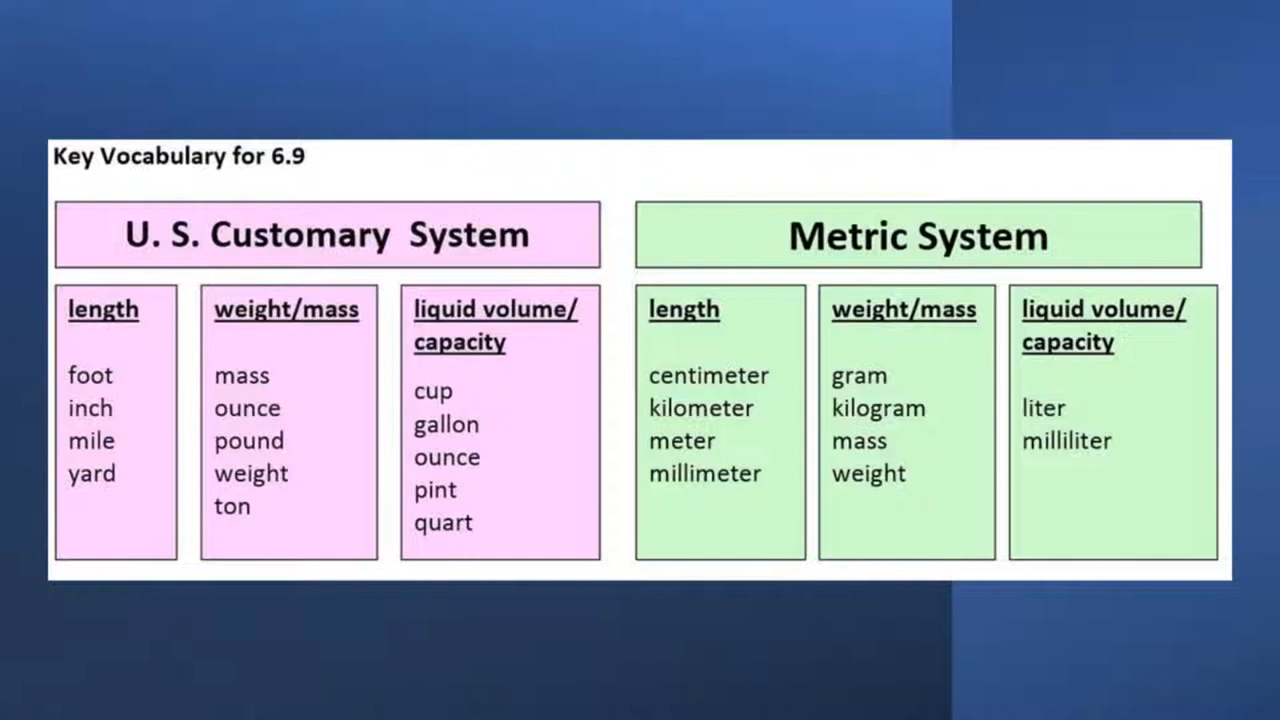 Key Vocabulary for 6.9
U. S. Customary System
length
foot
inch
mile
yard
weight/mass
mass
ounce
pound
weight
ton
liquid volume/
capacity
cup
gallon
ounce
pint
quart
Metric System
length
centimeter
kilometer
meter
millimeter
weight/mass
gram
kilogram
mass
weight
liquid volume/
capacity
liter
milliliter